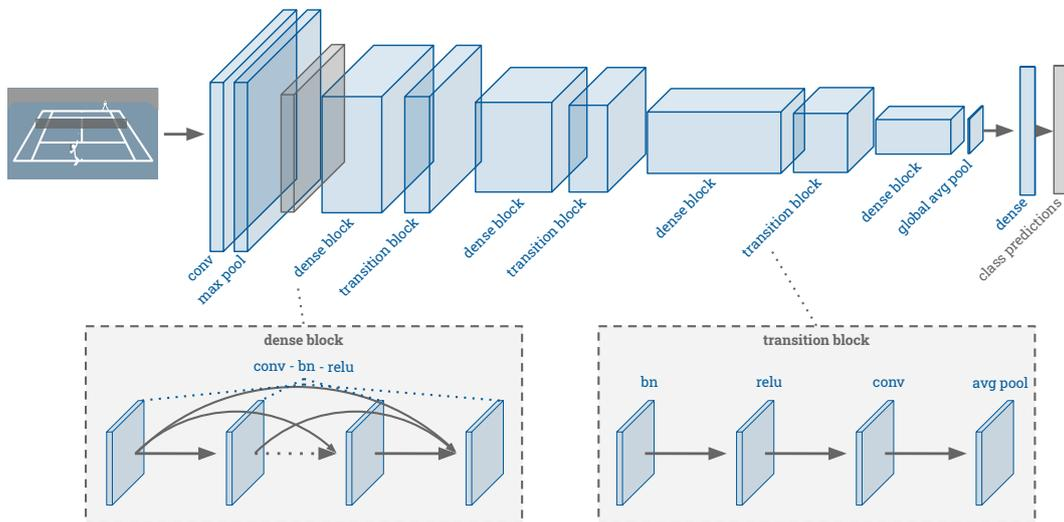 conv
max pool
dense block
transition block
dense block
transition block
dense block
transition block
dense block
global avg pool
dense
class predictions
dense block
conv - bn - relu
transition block
bn
relu
conv
avg pool